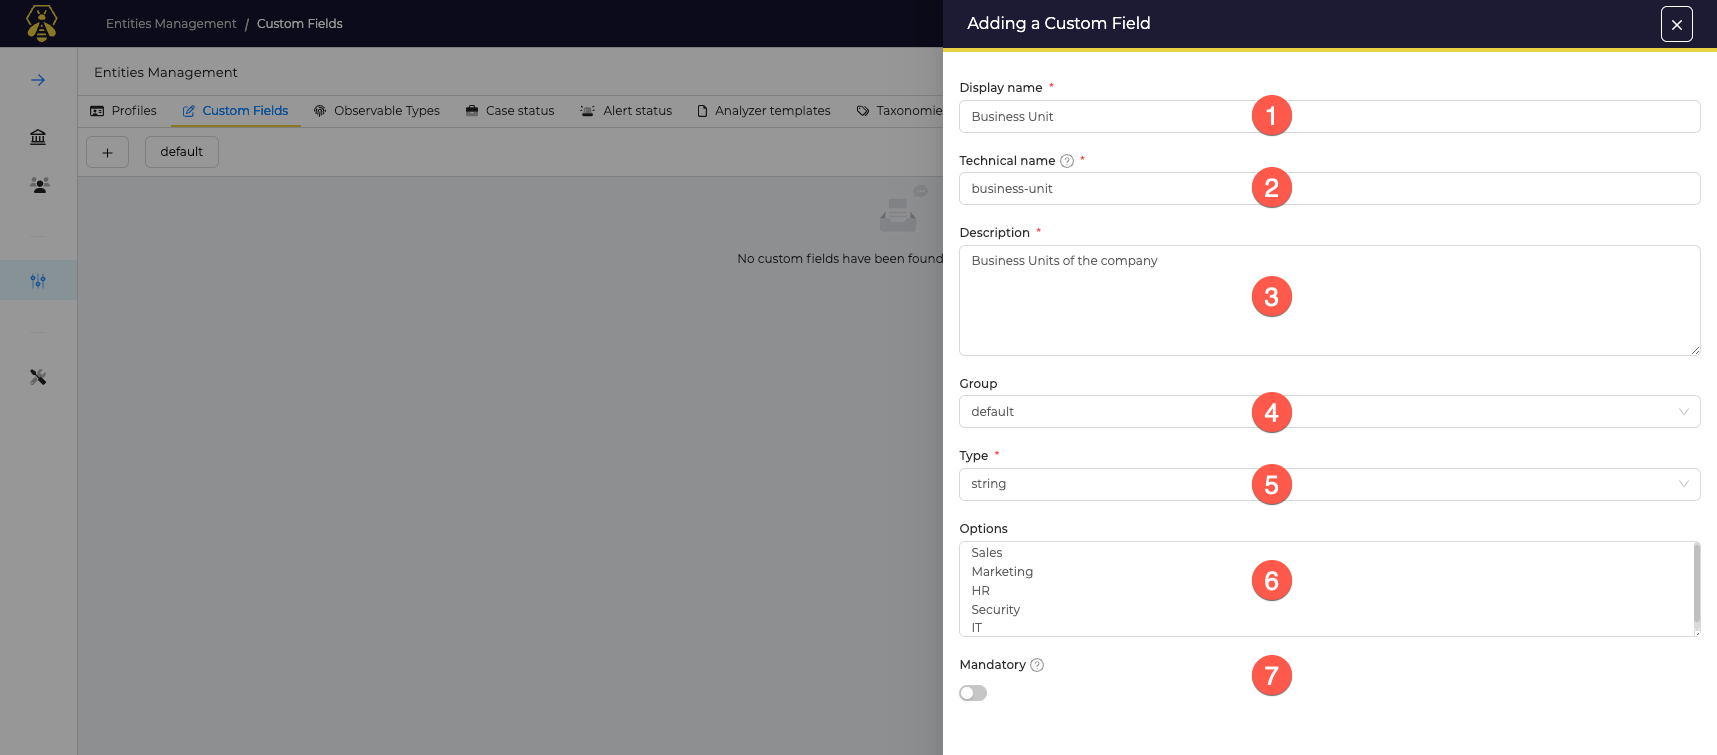 Entities Management / Custom Fields
Entities Management
Profiles Custom Fields Observable Types Case status Alert status Analyzer templates Taxonomie
+ default
No custom fields have been found
Adding a Custom Field
Display name *
Business Unit 1
Technical name ? *
business-unit 2
Description *
Business Units of the company
3
Group
default 4
Type *
string 5
Options
Sales
Marketing
HR
Security
IT
6
Mandatory ?
7